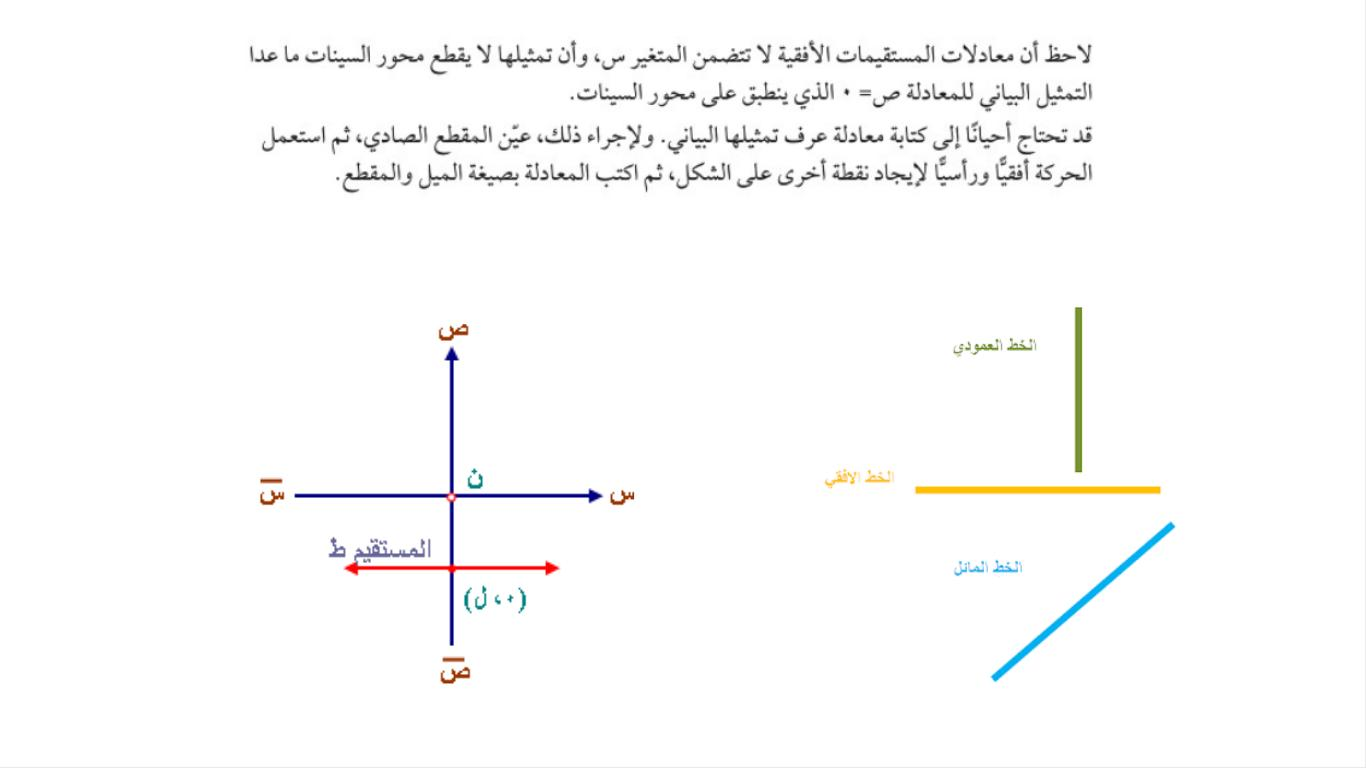 لاحظ أن معادلات المستقيمات الأفقية لا تتضمن المتغير س، وأن تمثيلها لا يقطع محور السينات ما عدا
التمثيل البياني للمعادلة ص= ٠ الذي ينطبق على محور السينات.
قد تحتاج أحيانًا إلى كتابة معادلة عرف تمثيلها البياني. ولإجراء ذلك، عيّن المقطع الصادي، ثم استعمل
الحركة أفقيًّا ورأسيًّا لإيجاد نقطة أخرى على الشكل، ثم اكتب المعادلة بصيغة الميل والمقطع.
الخط العمودي
الخط الافقي
الخط المائل
ص
ن
س
س̅
المستقيم ط
(٠، ل)
ص̅